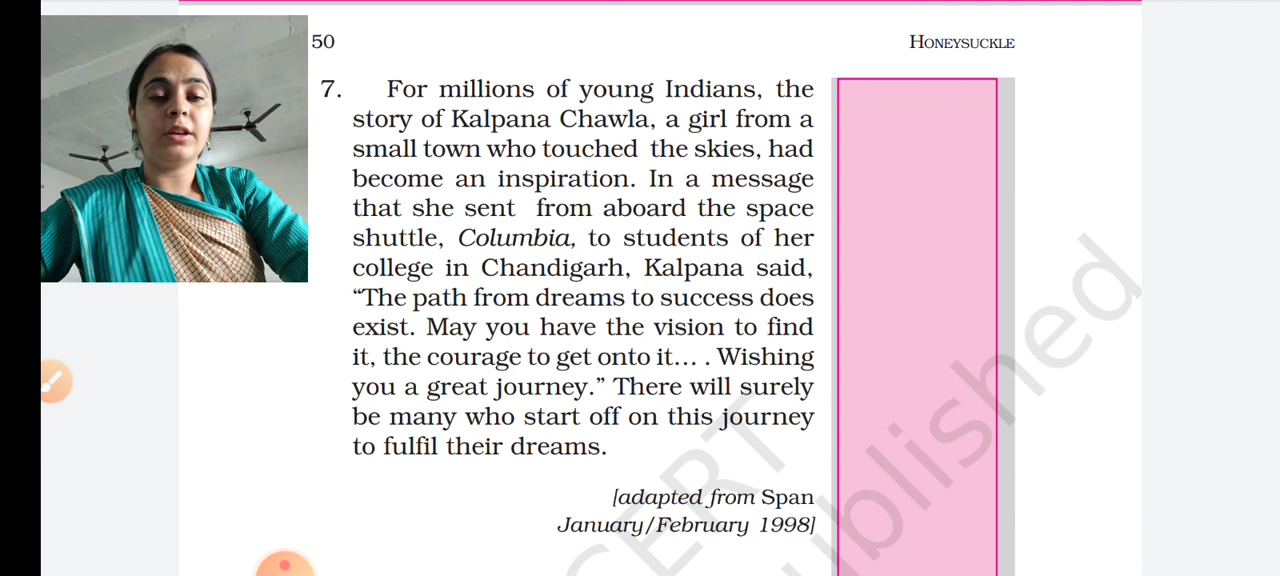 50
HONEYSUCKLE
7. For millions of young Indians, the
story of Kalpana Chawla, a girl from a
small town who touched the skies, had
become an inspiration. In a message
that she sent from aboard the space
shuttle, Columbia, to students of her
college in Chandigarh, Kalpana said,
“The path from dreams to success does
exist. May you have the vision to find
it, the courage to get onto it... . Wishing
you a great journey.” There will surely
be many who start off on this journey
to fulfil their dreams.
[adapted from Span
January/February 1998]
CERT
ublished